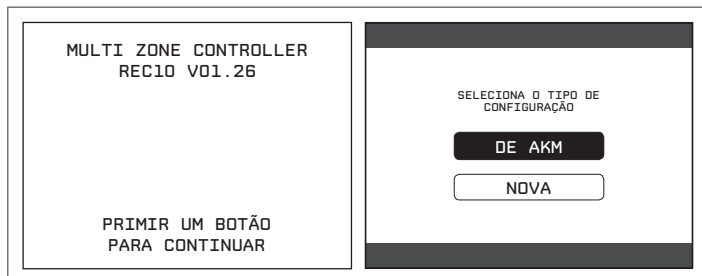 MULTI ZONE CONTROLLER
REC10 V01.26
PRIMIR UM BOTÃO
PARA CONTINUAR
SELECIONA O TIPO DE
CONFIGURAÇÃO
DE AKM
NOVA